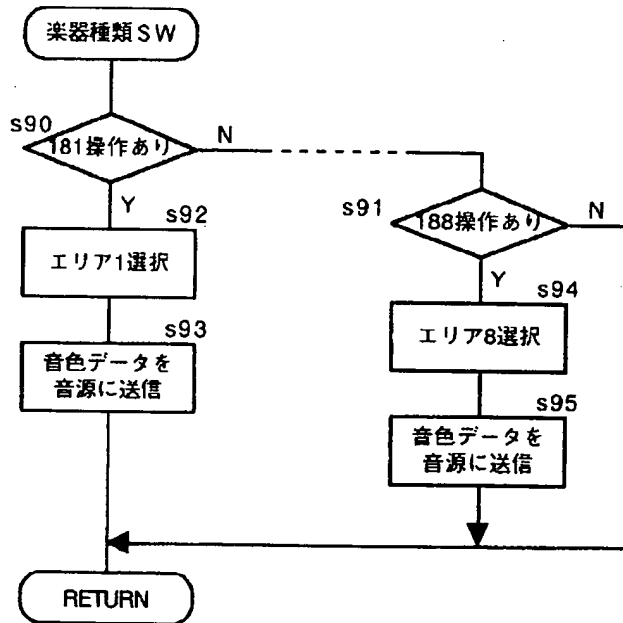 楽器種類SW
s90
181操作あり
N
Y
s92
エリア1選択
s93
音色データを
音源に送信
s91
188操作あり
N
Y
s94
エリア8選択
s95
音色データを
音源に送信
RETURN